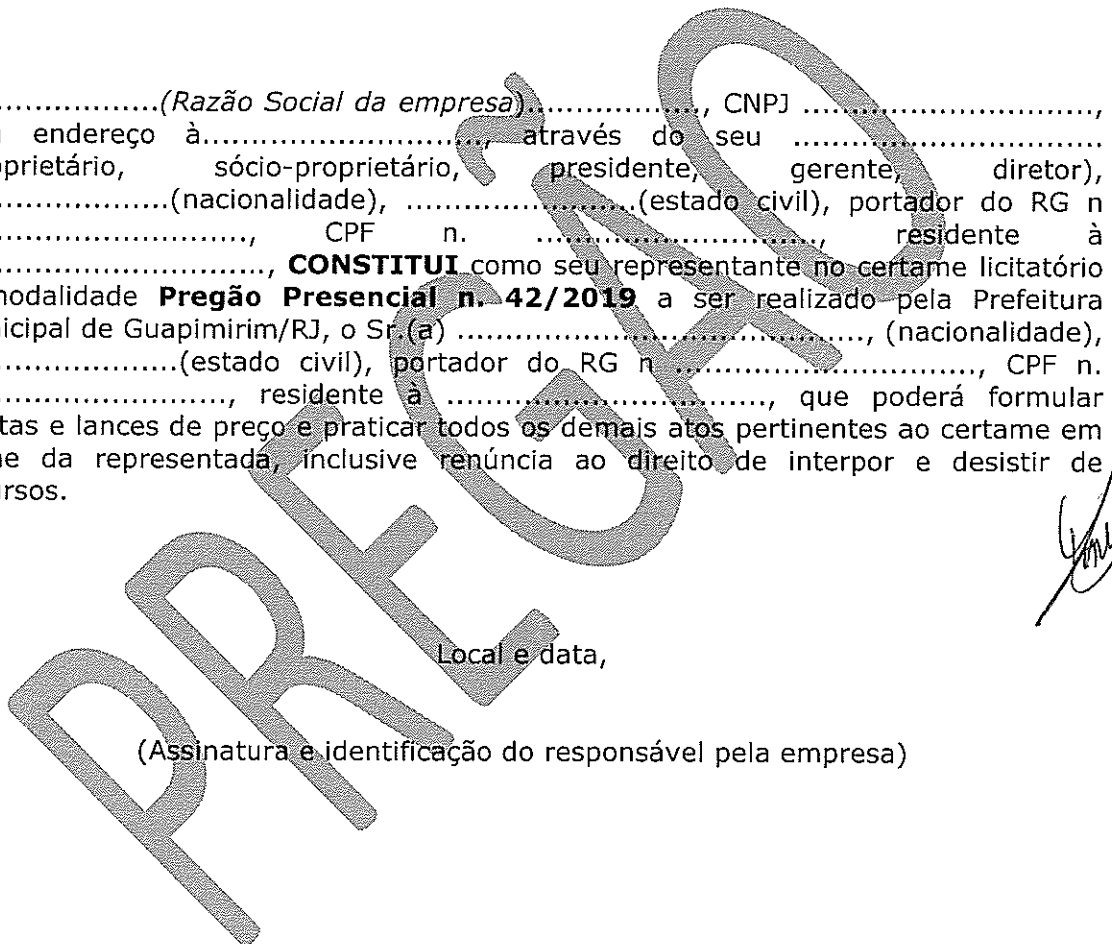 ..................(Razão Social da empresa)..................., CNPJ ..............................,
endereço à.............................., através do seu ................................
prietário, sócio-proprietário, presidente, gerente, diretor),
....................(nacionalidade), .........................(estado civil), portador do RG n
..........................., CPF n. .............................., residente à
............................., CONSTITUI como seu representante no certame licitatório
modalidade Pregão Presencial n. 42/2019 a ser realizado pela Prefeitura
icipal de Guapimirim/RJ, o Sr.(a) ............................................, (nacionalidade),
....................(estado civil), portador do RG n ................................, CPF n.
........................., residente à .................................., que poderá formular
tas e lances de preço e praticar todos os demais atos pertinentes ao certame em
e da representada, inclusive renúncia ao direito de interpor e desistir de
rsos.
Local e data,
(Assinatura e identificação do responsável pela empresa)
PREGÃO